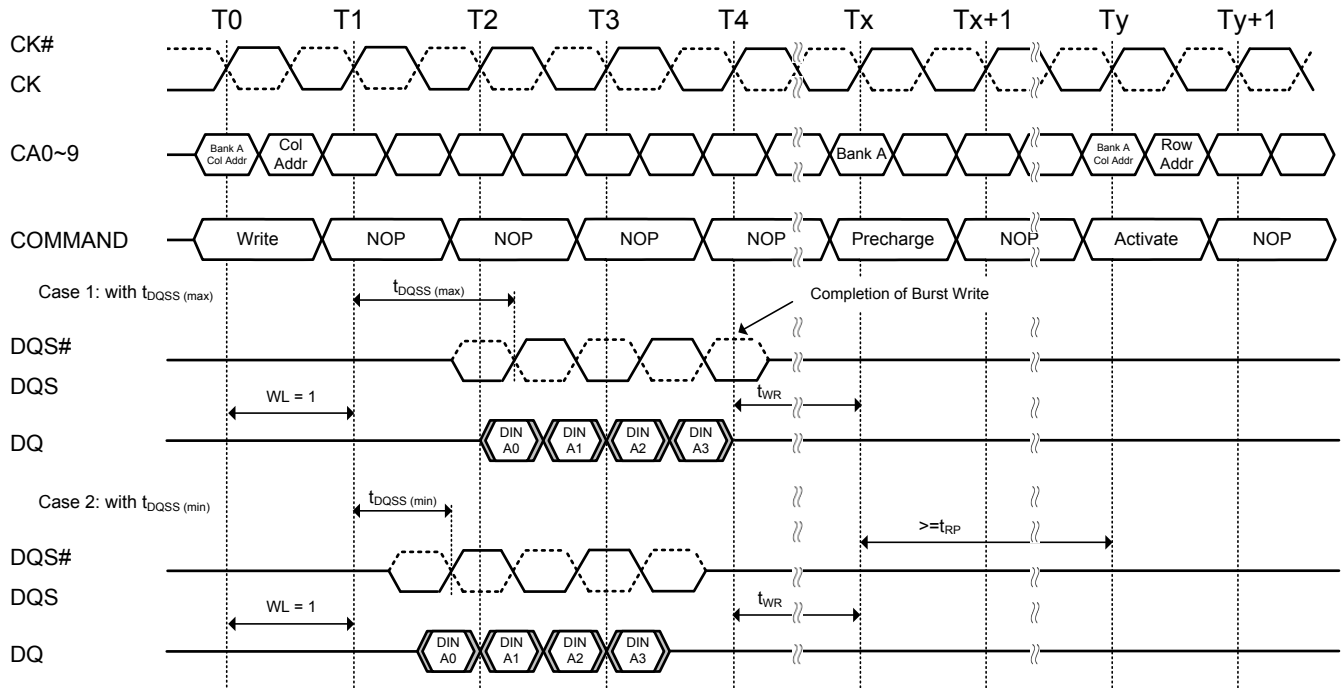 T0 T1 T2 T3 T4 Tx Tx+1 Ty Ty+1
CK#
CK
CA0~9
Bank A
Col Addr
Col
Addr
Bank A
Bank A
Col Addr
Row
Addr
COMMAND
Write NOP NOP NOP NOP Precharge NOP Activate NOP
Case 1: with tDQSS (max)
tDQSS (max)
Completion of Burst Write
DQS#
DQS
WL = 1
tWR
DQ
DIN
A0
DIN
A1
DIN
A2
DIN
A3
Case 2: with tDQSS (min)
tDQSS (min)
>=tRP
DQS#
DQS
WL = 1
tWR
DQ
DIN
A0
DIN
A1
DIN
A2
DIN
A3